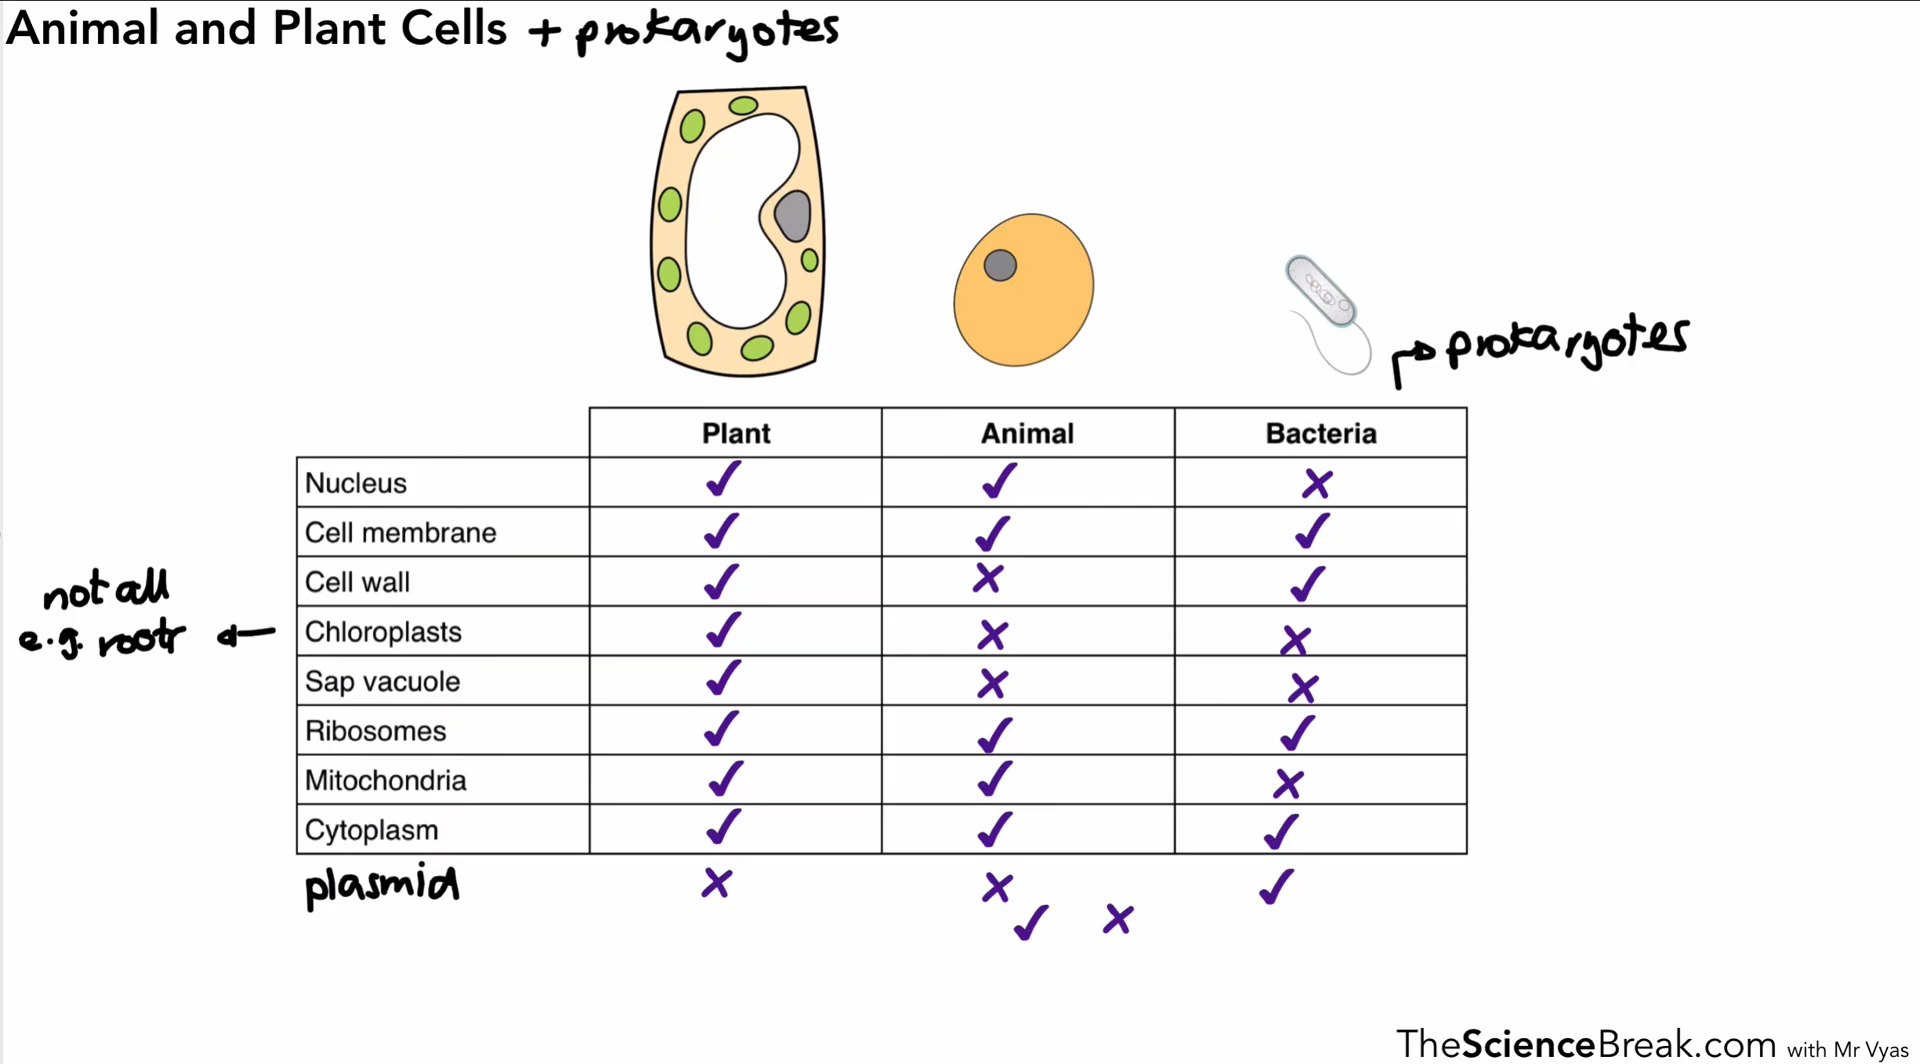 Animal and Plant Cells + prokaryotes
prokaryotes
Plant Animal Bacteria
Nucleus ✓ ✓ ✗
Cell membrane ✓ ✓ ✓
Cell wall ✓ ✗ ✓
not all
e.g. roots
Chloroplasts ✓ ✗ ✗
Sap vacuole ✓ ✗ ✗
Ribosomes ✓ ✓ ✓
Mitochondria ✓ ✓ ✗
Cytoplasm ✓ ✓ ✓
plasmid ✗ ✗ ✓
✓ ✗
TheScienceBreak.com with Mr Vyas